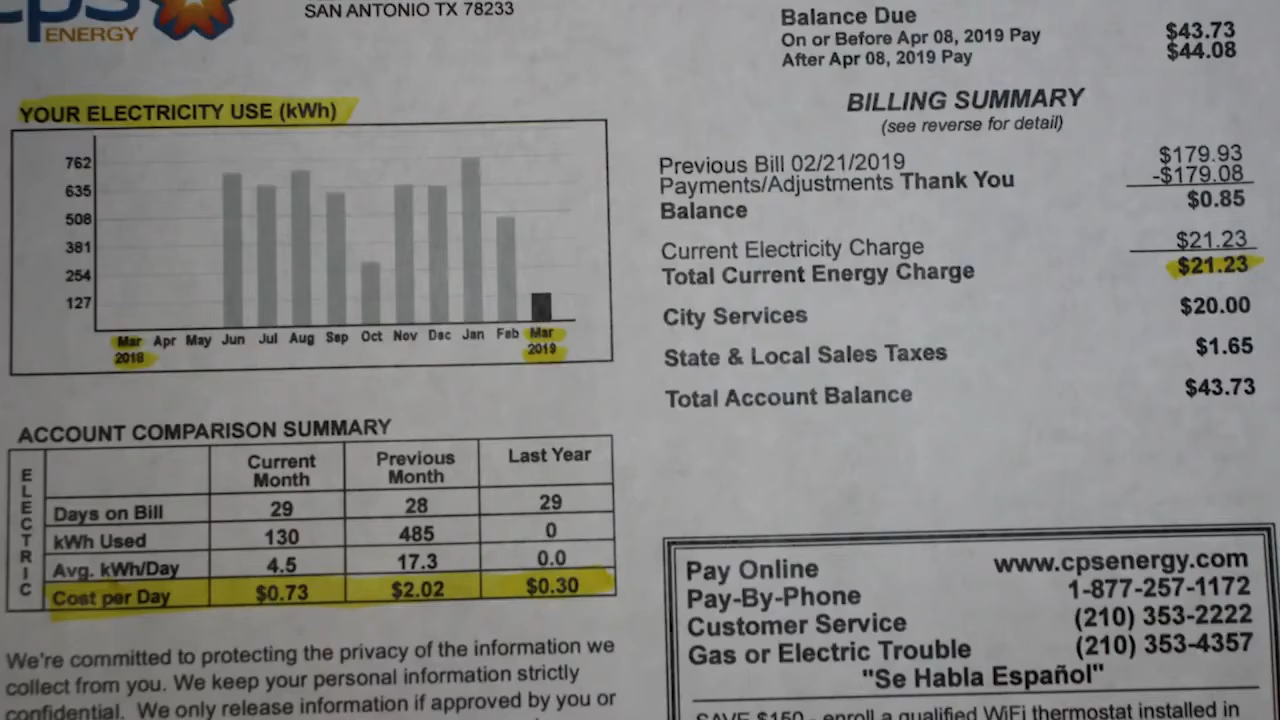 cps
ENERGY
SAN ANTONIO TX 78233
YOUR ELECTRICITY USE (kWh)
762
635
508
381
254
127
Mar Apr May Jun Jul Aug Sep Oct Nov Dec Jan Feb Mar
2018 2019
ACCOUNT COMPARISON SUMMARY
ELECTRIC
Current Month Previous Month Last Year
Days on Bill 29 28 29
kWh Used 130 485 0
Avg. kWh/Day 4.5 17.3 0.0
Cost per Day $0.73 $2.02 $0.30
We're committed to protecting the privacy of the information we
collect from you. We keep your personal information strictly
confidential. We only release information if approved by you or
Balance Due
On or Before Apr 08, 2019 Pay $43.73
After Apr 08, 2019 Pay $44.08
BILLING SUMMARY
(see reverse for detail)
Previous Bill 02/21/2019 $179.93
Payments/Adjustments Thank You -$179.08
Balance $0.85
Current Electricity Charge $21.23
Total Current Energy Charge $21.23
City Services $20.00
State & Local Sales Taxes $1.65
Total Account Balance $43.73
Pay Online www.cpsenergy.com
Pay-By-Phone 1-877-257-1172
Customer Service (210) 353-2222
Gas or Electric Trouble (210) 353-4357
"Se Habla Español"
SAVE $150 - enroll a qualified WiFi thermostat installed in